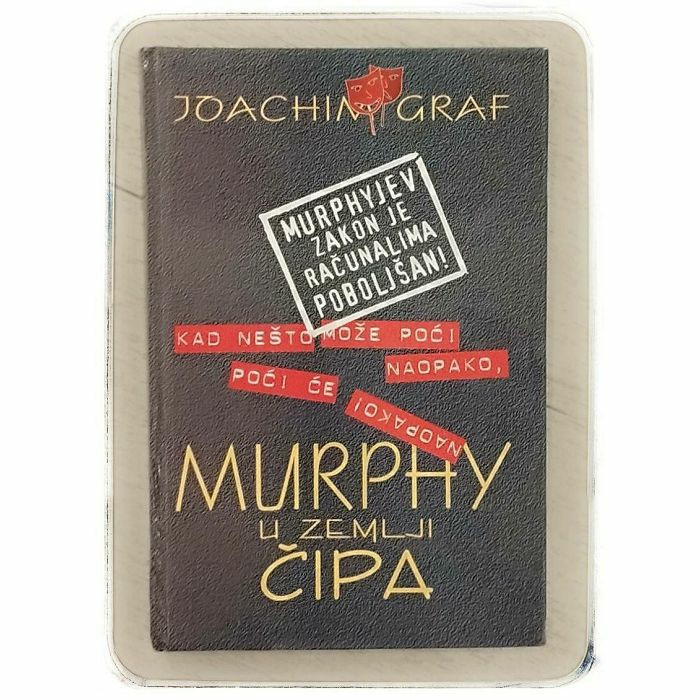 JOACHIM GRAF
MURPHYJEV
ZAKON JE
RAČUNALIMA
POBOLJŠAN!
KAD NEŠTO MOŽE POĆI
NAOPAKO,
POĆI ĆE
NAOPAKO!
MURPHY
U ZEMLJI
ČIPA